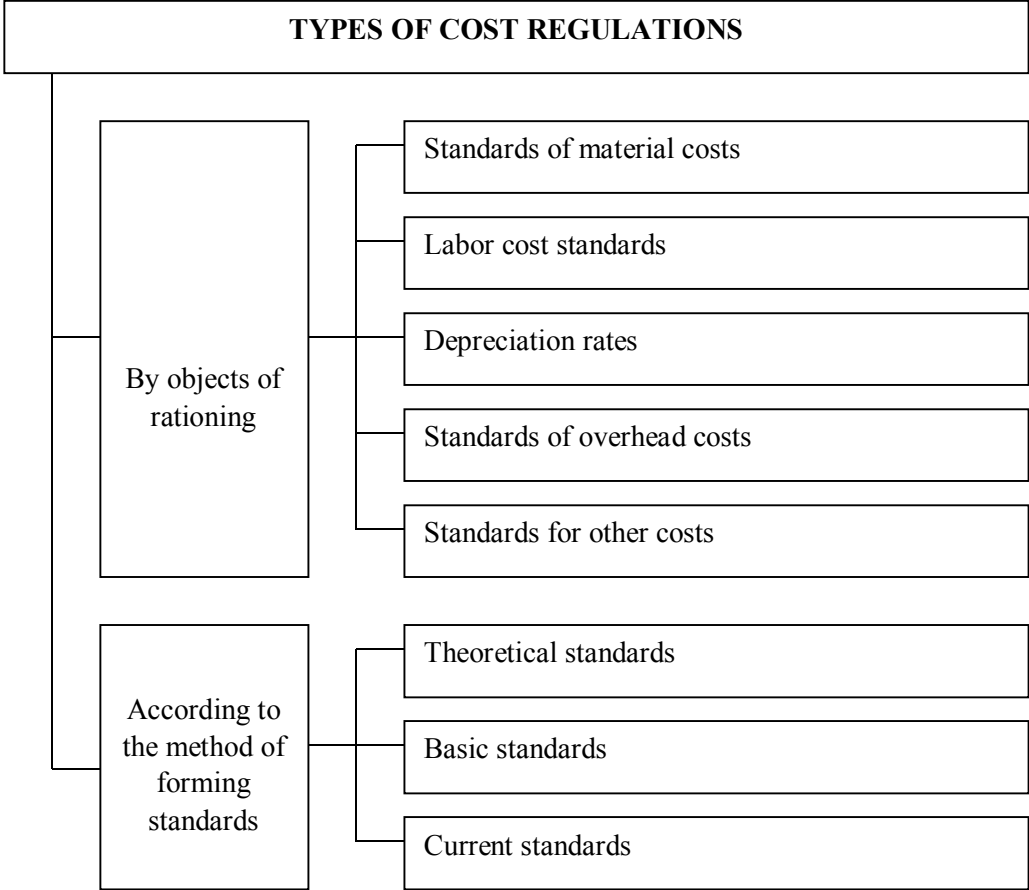 TYPES OF COST REGULATIONS
By objects of
rationing
Standards of material costs
Labor cost standards
Depreciation rates
Standards of overhead costs
Standards for other costs
According to
the method of
forming
standards
Theoretical standards
Basic standards
Current standards